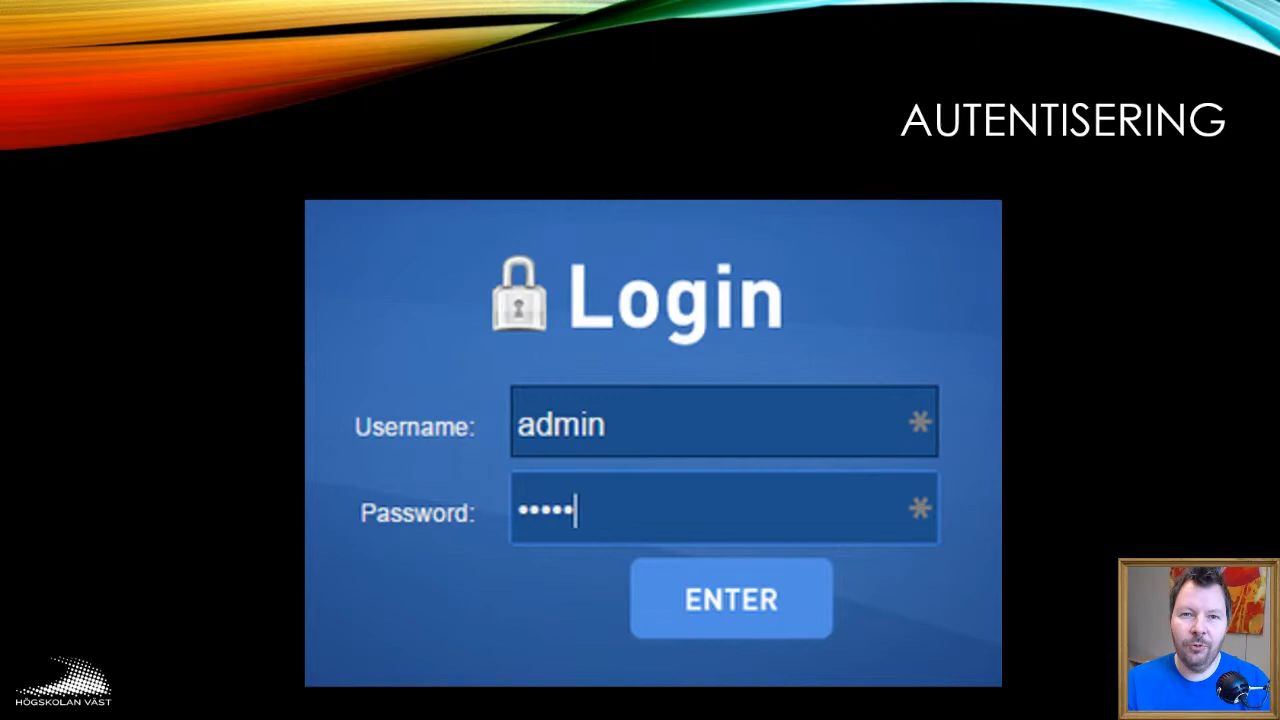 AUTENTISERING
Login
Username: admin *
Password: ••••• *
ENTER
HÖGSKOLAN VÄST